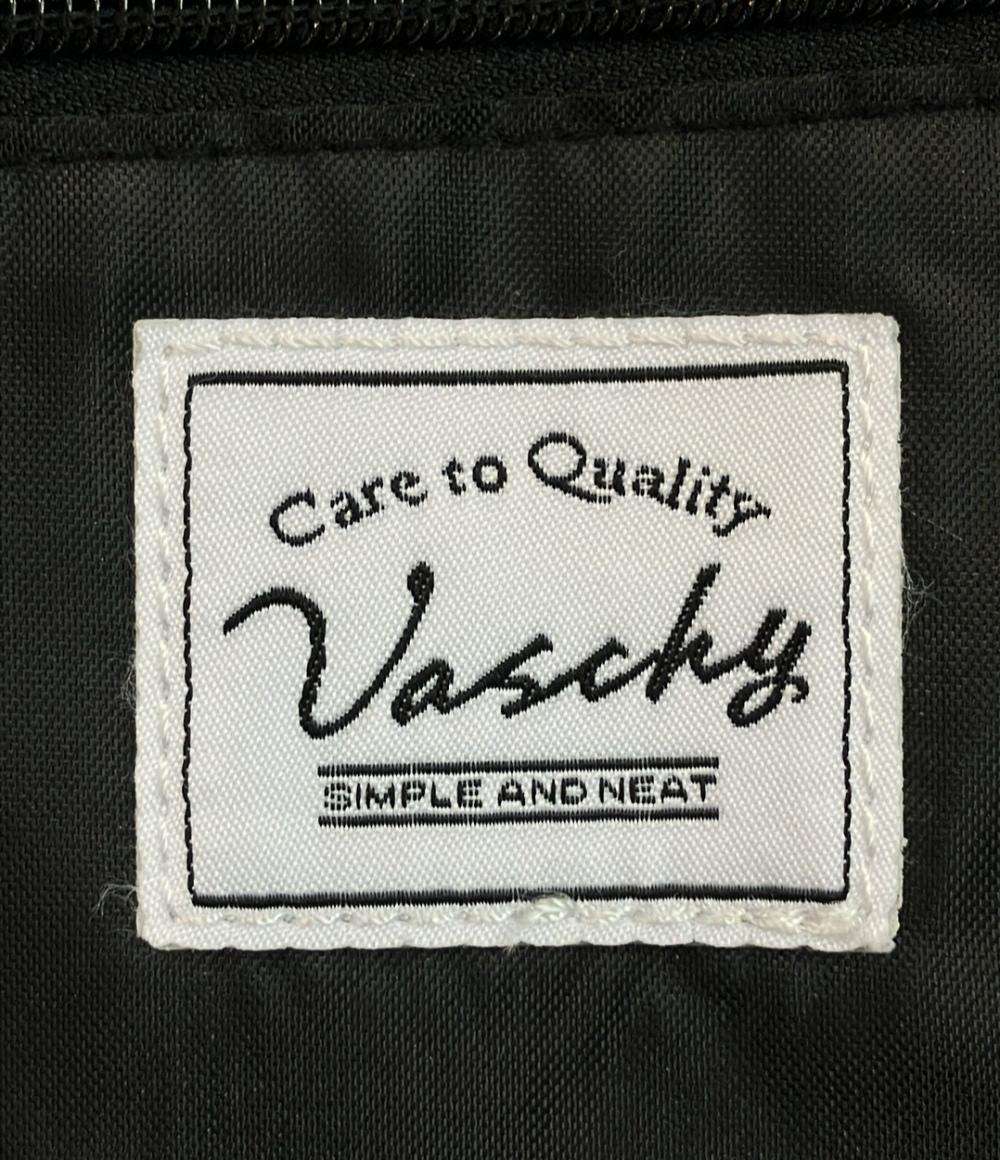 Care to Quality
Vaschy
SIMPLE AND NEAT